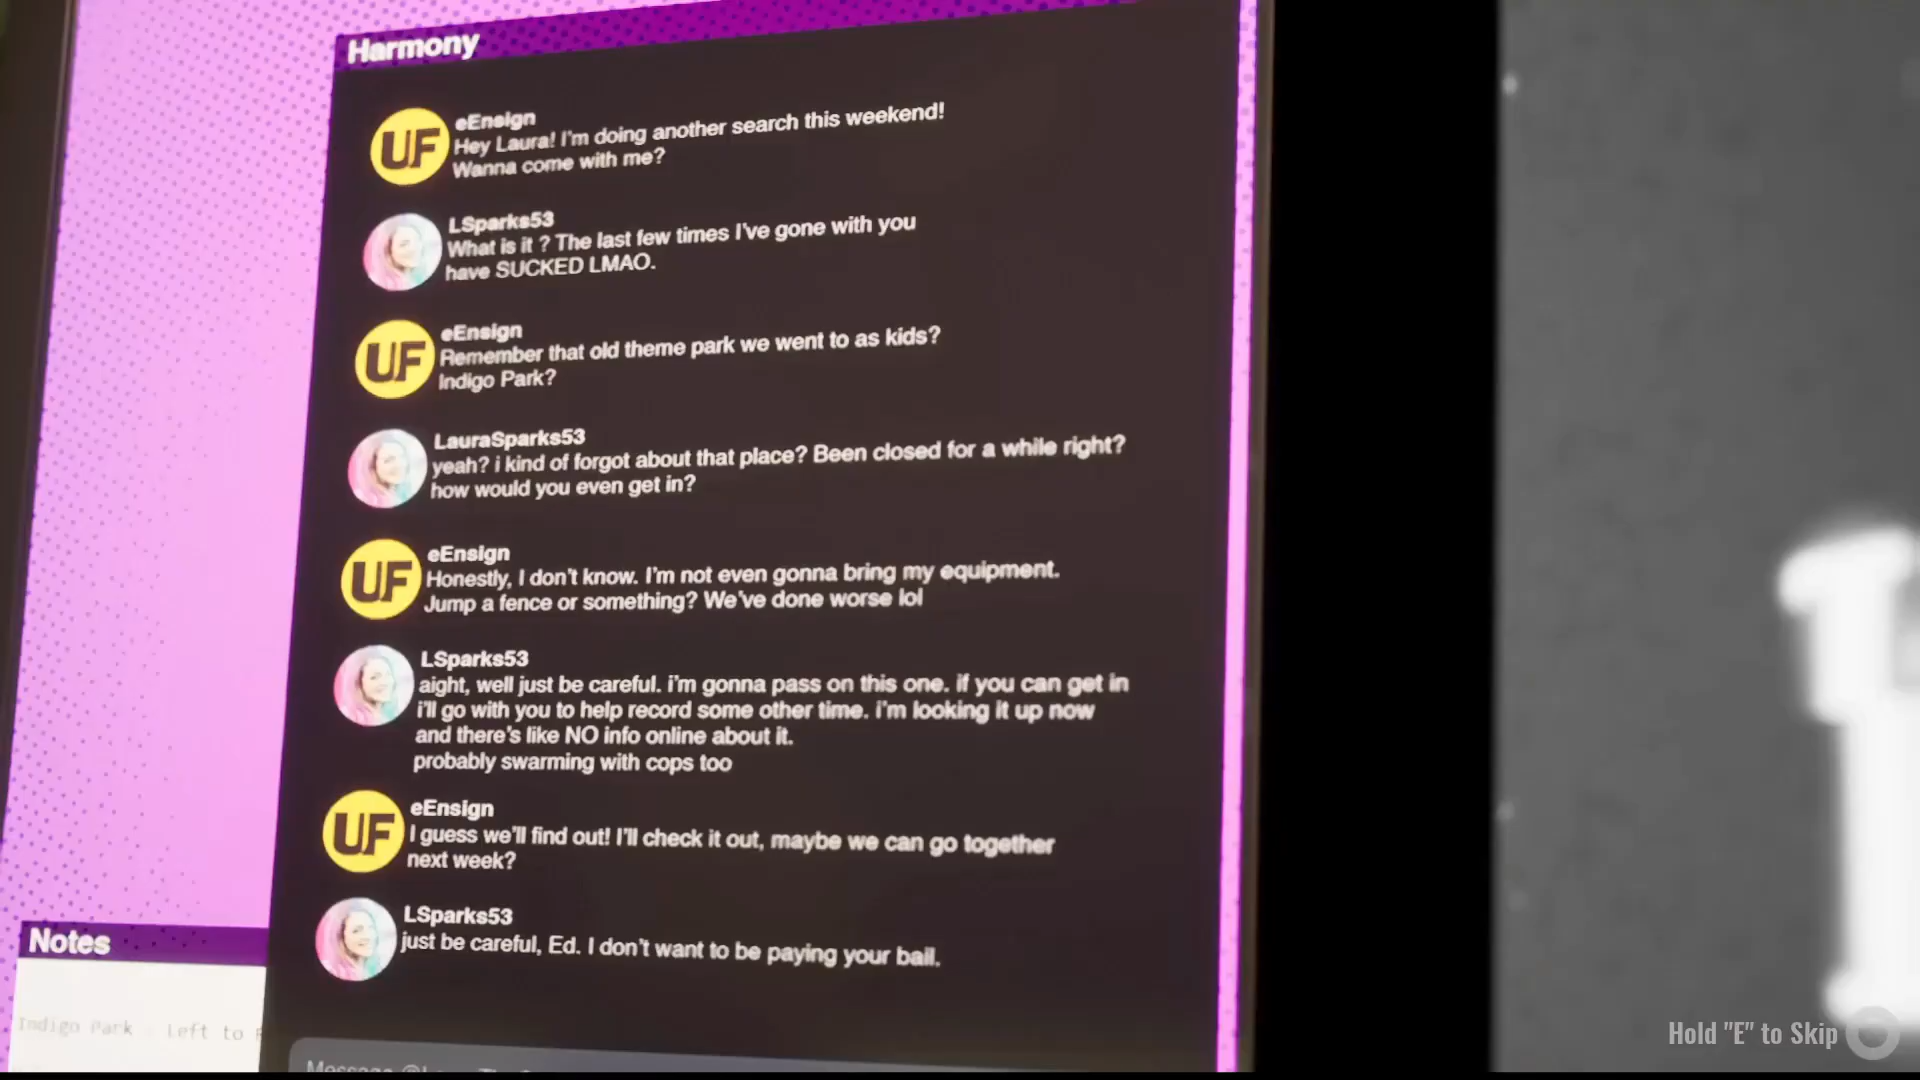 Harmony
UF
eEnsign
Hey Laura! I'm doing another search this weekend!
Wanna come with me?
LSparks53
What is it ? The last few times I've gone with you
have SUCKED LMAO.
UF
eEnsign
Remember that old theme park we went to as kids?
Indigo Park?
LauraSparks53
yeah? i kind of forgot about that place? Been closed for a while right?
how would you even get in?
UF
eEnsign
Honestly, I don't know. I'm not even gonna bring my equipment.
Jump a fence or something? We've done worse lol
LSparks53
aight, well just be careful. i'm gonna pass on this one. if you can get in
i'll go with you to help record some other time. i'm looking it up now
and there's like NO info online about it.
probably swarming with cops too
UF
eEnsign
I guess we'll find out! I'll check it out, maybe we can go together
next week?
LSparks53
just be careful, Ed. I don't want to be paying your bail.
Notes
Indigo Park - Left to
Message
Hold "E" to Skip